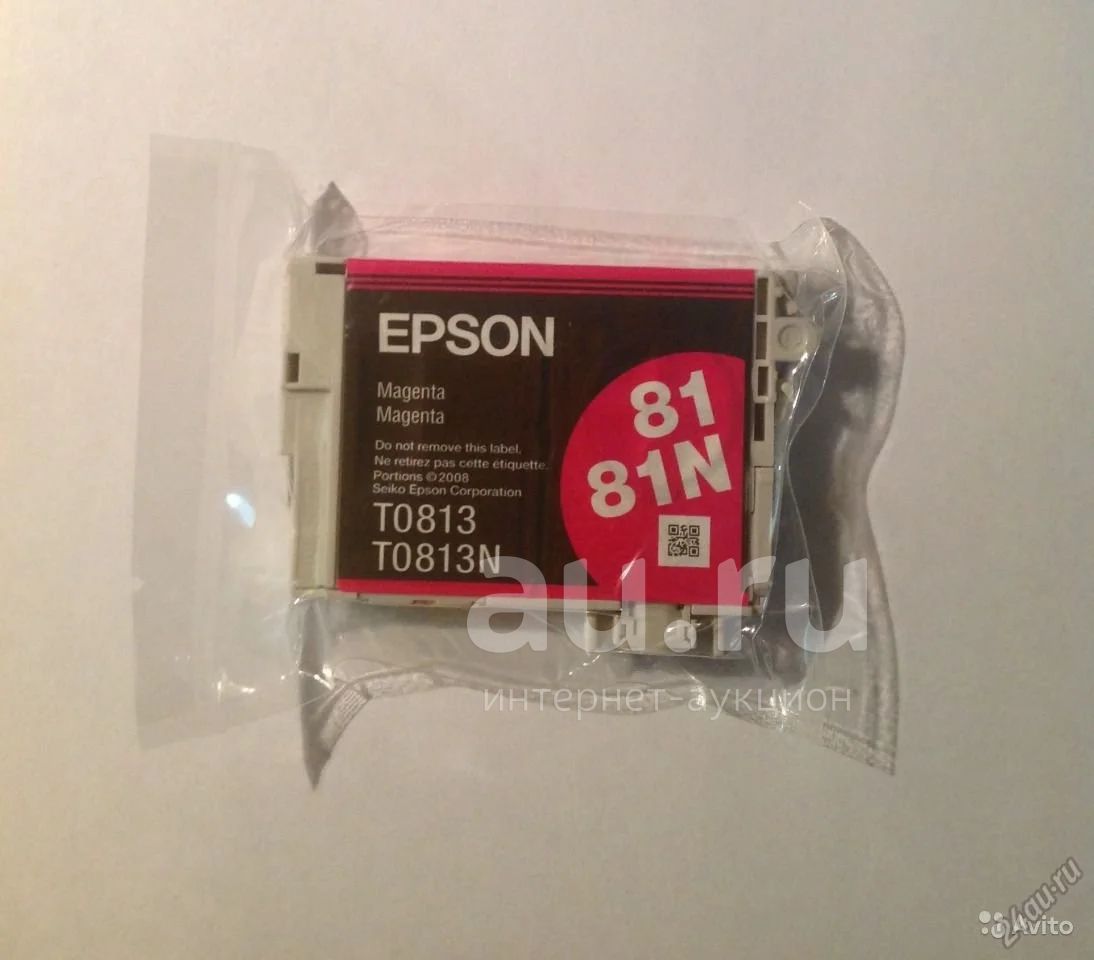 EPSON
Magenta
Magenta
Do not remove this label.
Ne retirez pas cette étiquette.
Portions ©2008
Seiko Epson Corporation
T0813
T0813N
81
81N
au.ru
интернет-аукцион
24au.ru
Avito